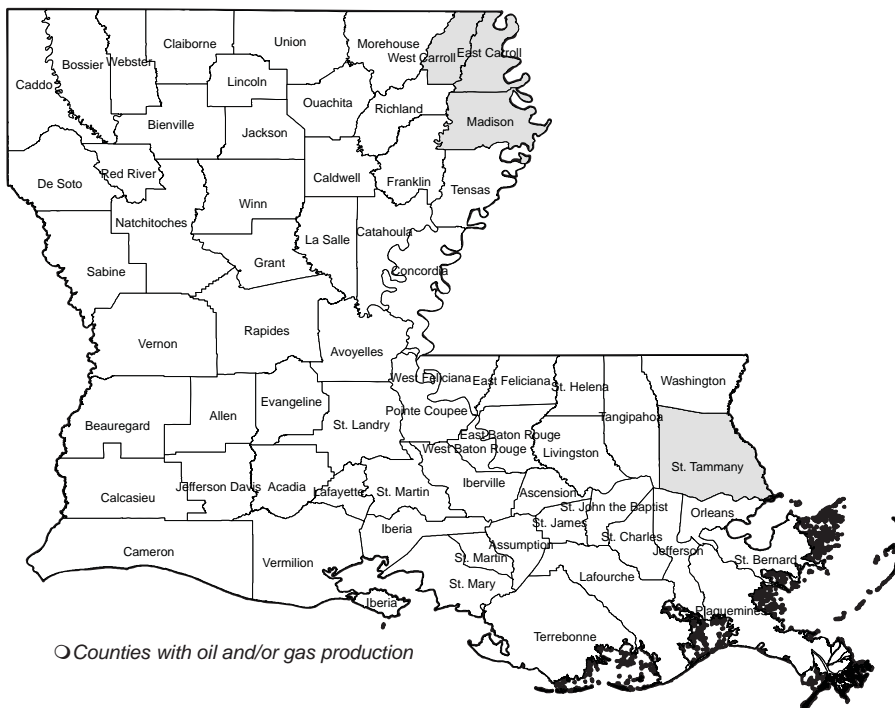 Claiborne
Union
Morehouse
West Carroll
East Carroll
Bossier
Webster
Caddo
Lincoln
Ouachita
Richland
Madison
Bienville
Jackson
De Soto
Red River
Caldwell
Franklin
Tensas
Natchitoches
Winn
La Salle
Catahoula
Sabine
Grant
Concordia
Vernon
Rapides
Avoyelles
West Feliciana
East Feliciana
St. Helena
Washington
Beauregard
Allen
Evangeline
St. Landry
Pointe Coupee
Tangipahoa
East Baton Rouge
West Baton Rouge
Livingston
St. Tammany
Calcasieu
Jefferson Davis
Acadia
Lafayette
St. Martin
Iberville
Ascension
St. John the Baptist
Orleans
Iberia
St. James
St. Charles
Cameron
Vermilion
Assumption
Jefferson
St. Martin
St. Bernard
St. Mary
Lafourche
Iberia
Plaquemines
Terrebonne
Counties with oil and/or gas production